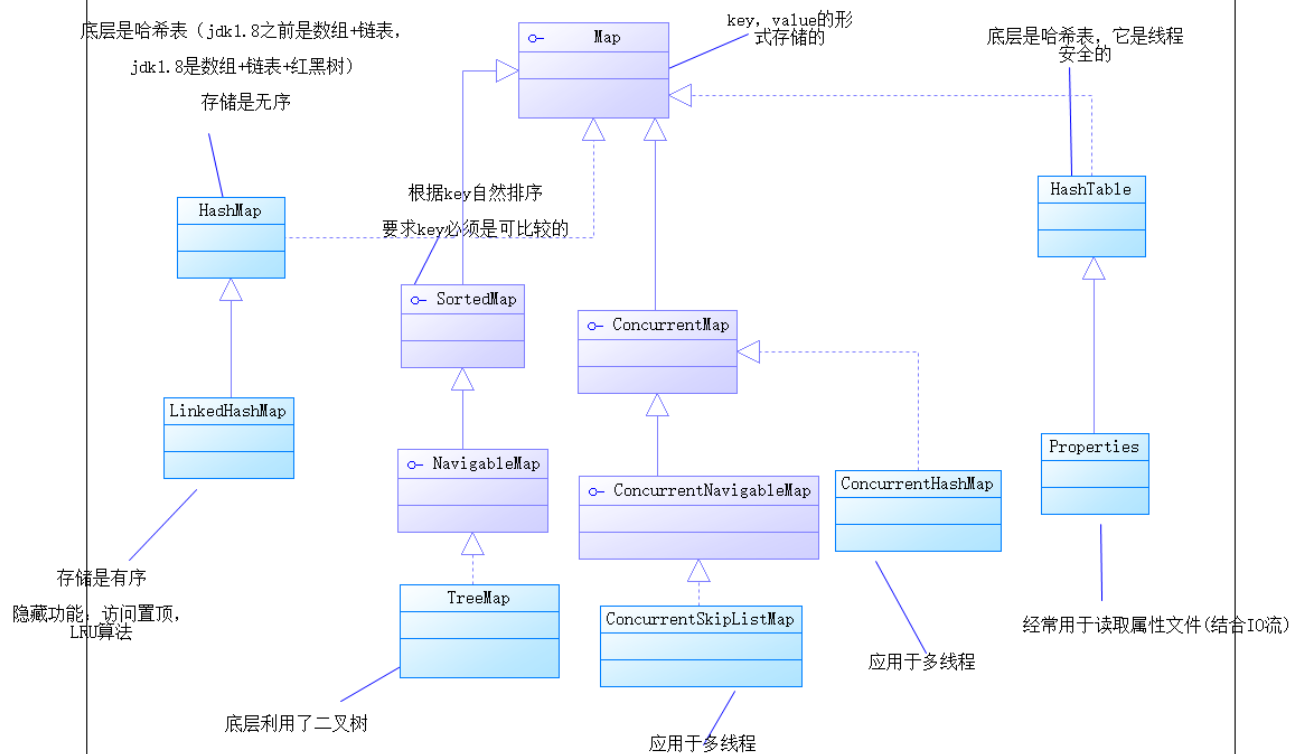 底层是哈希表（jdk1.8之前是数组+链表，
jdk1.8是数组+链表+红黑树）
存储是无序
Map
key，value的形
式存储的
底层是哈希表，它是线程
安全的
HashMap
根据key自然排序
要求key必须是可比较的
HashTable
SortedMap
ConcurrentMap
LinkedHashMap
NavigableMap
ConcurrentNavigableMap
ConcurrentHashMap
Properties
存储是有序
隐藏功能：访问置顶，
LRU算法
TreeMap
ConcurrentSkipListMap
经常用于读取属性文件(结合IO流)
应用于多线程
底层利用了二叉树
应用于多线程